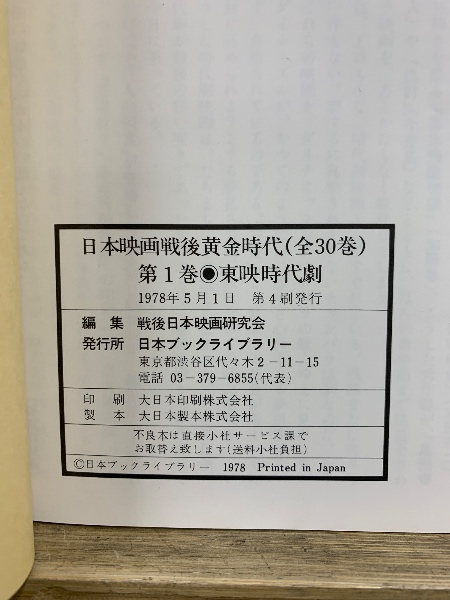 日本映画戦後黄金時代(全30巻)
第1巻◉東映時代劇
1978年5月1日 第4刷発行
編集 戦後日本映画研究会
発行所 日本ブックライブラリー
東京都渋谷区代々木2-11-15
電話 03-379-6855(代表)
印刷 大日本印刷株式会社
製本 大日本製本株式会社
不良本は直接小社サービス課で
お取替え致します(送料小社負担)
©日本ブックライブラリー 1978 Printed in Japan